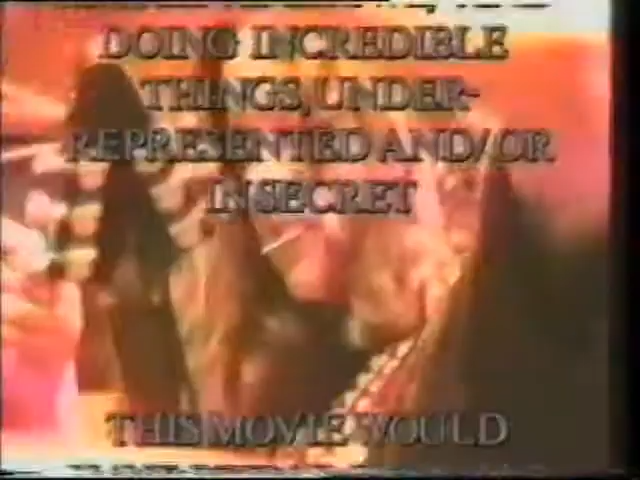 DOING INCREDIBLE
THINGS, UNDER-
REPRESENTED AND/OR
IN SECRET
THIS MOVIE WOULD